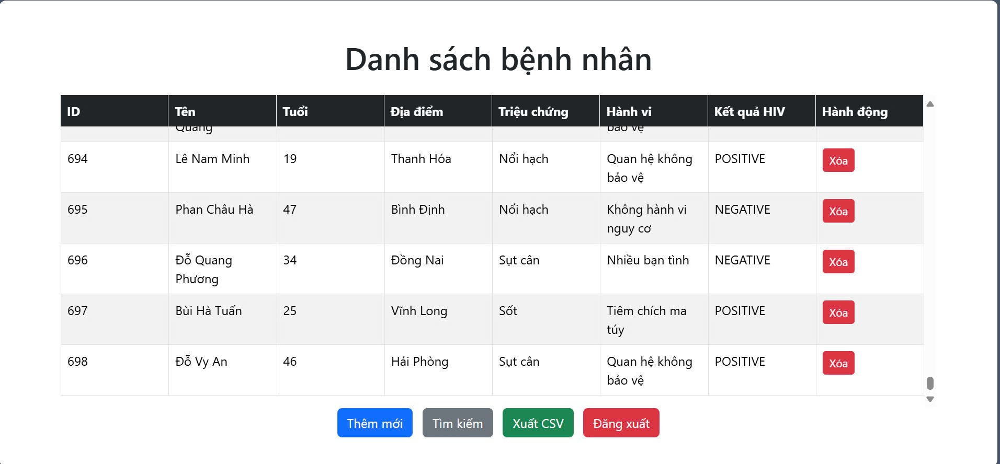 Danh sách bệnh nhân
ID Tên Tuổi Địa điểm Triệu chứng Hành vi Kết quả HIV Hành động
Quang bảo vệ
694 Lê Nam Minh 19 Thanh Hóa Nổi hạch Quan hệ không POSITIVE Xóa
bảo vệ
695 Phan Châu Hà 47 Bình Định Nổi hạch Không hành vi NEGATIVE Xóa
nguy cơ
696 Đỗ Quang 34 Đồng Nai Sụt cân Nhiều bạn tình NEGATIVE Xóa
Phương
697 Bùi Hà Tuấn 25 Vĩnh Long Sốt Tiêm chích ma POSITIVE Xóa
túy
698 Đỗ Vy An 46 Hải Phòng Sụt cân Quan hệ không POSITIVE Xóa
bảo vệ
Thêm mới Tìm kiếm Xuất CSV Đăng xuất